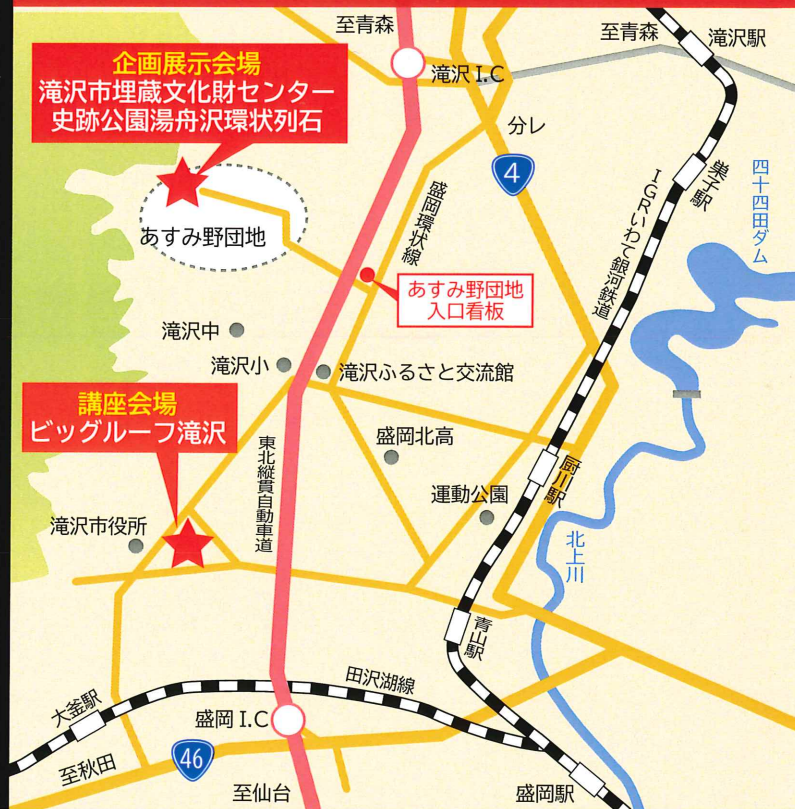 至青森
至青森
滝沢駅
企画展示会場
滝沢市埋蔵文化財センター
史跡公園湯舟沢環状列石
滝沢I.C
分レ
4
巣子駅
四十四田ダム
盛岡環状線
IGRいわて銀河鉄道
あすみ野団地
あすみ野団地
入口看板
滝沢中
滝沢小
滝沢ふるさと交流館
講座会場
ビッグルーフ滝沢
盛岡北高
東北縦貫自動車道
厨川駅
運動公園
滝沢市役所
北上川
青山駅
田沢湖線
大釜駅
盛岡I.C
46
至秋田
至仙台
盛岡駅